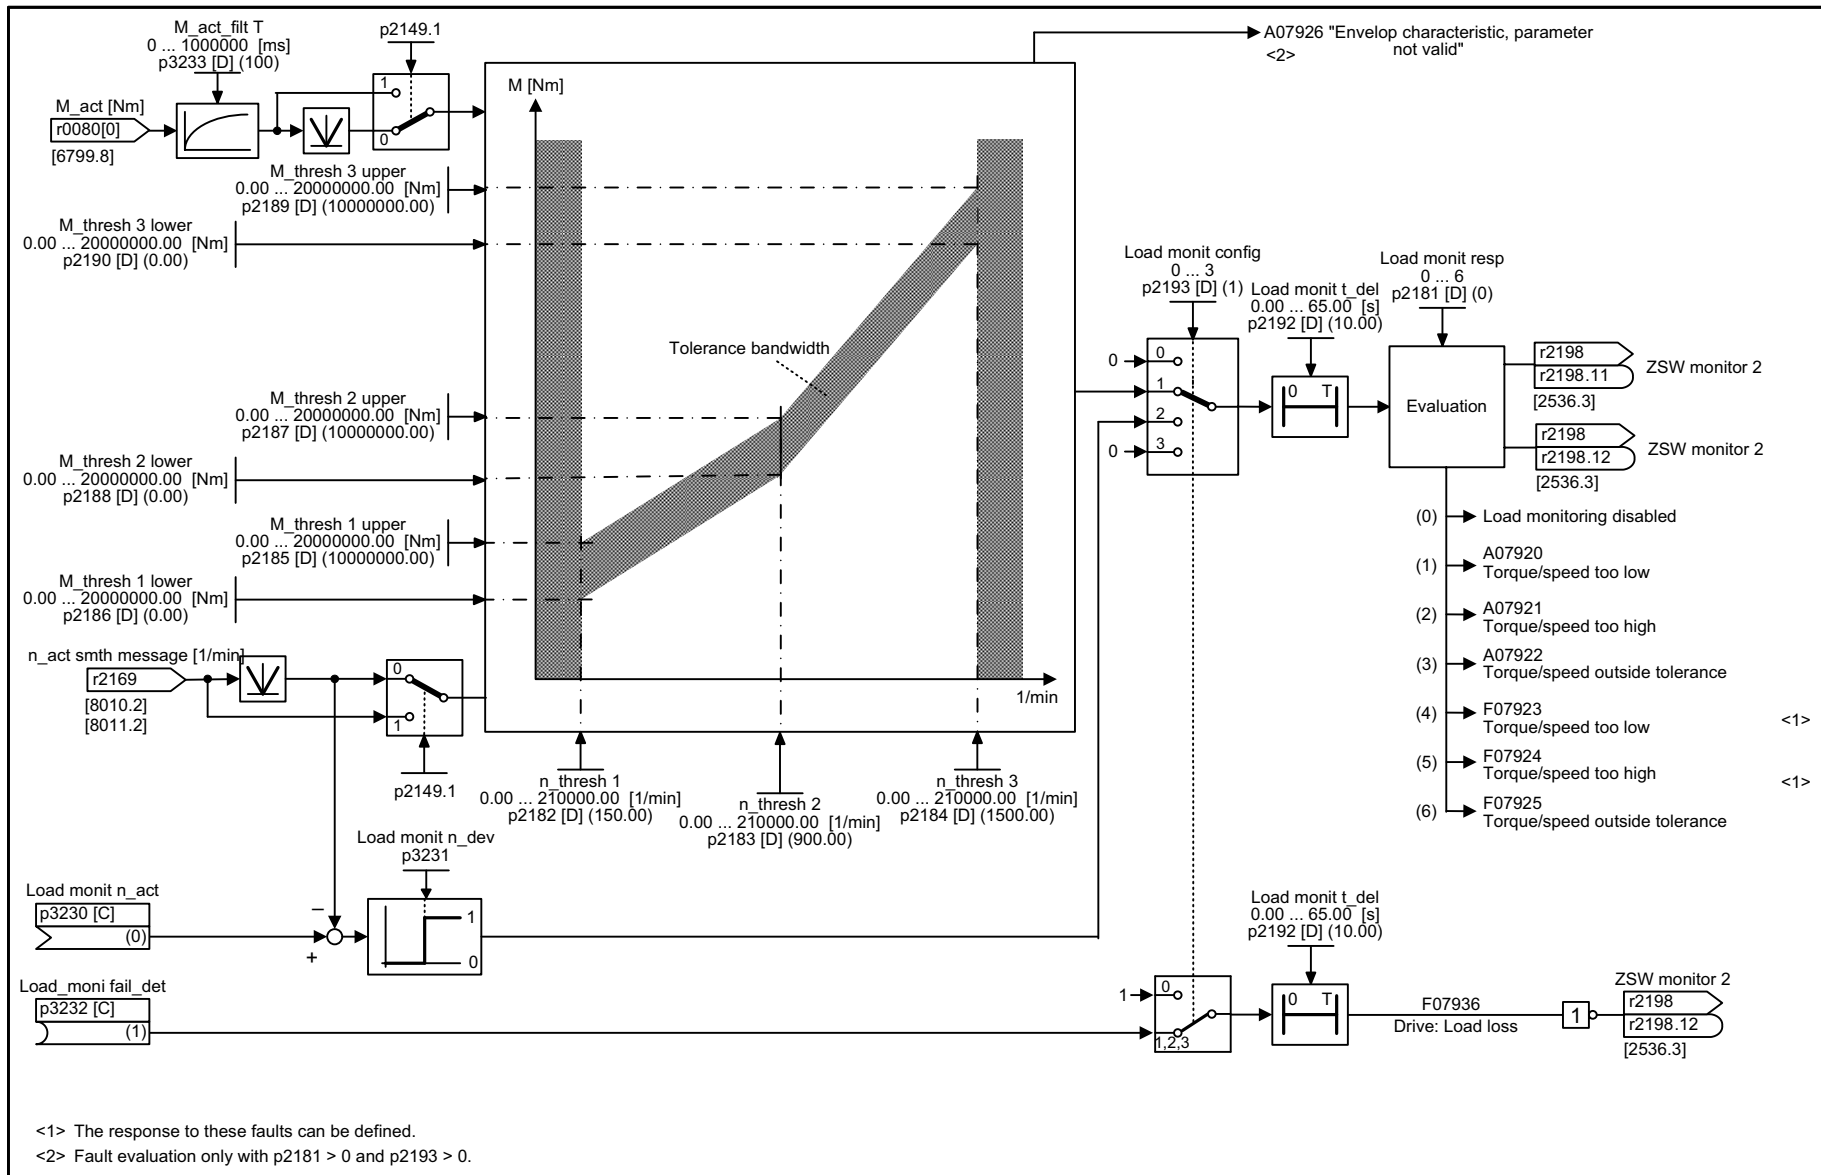 M_act_filt T
0 ... 1000000 [ms]
p3233 [D] (100)
p2149.1
1
0
M_act [Nm]
r0080[0]
[6799.8]
A07926 "Envelop characteristic, parameter
not valid"
<2>
M [Nm]
M_thresh 3 upper
0.00 ... 20000000.00 [Nm]
p2189 [D] (10000000.00)
M_thresh 3 lower
0.00 ... 20000000.00 [Nm]
p2190 [D] (0.00)
Tolerance bandwidth
M_thresh 2 upper
0.00 ... 20000000.00 [Nm]
p2187 [D] (10000000.00)
M_thresh 2 lower
0.00 ... 20000000.00 [Nm]
p2188 [D] (0.00)
M_thresh 1 upper
0.00 ... 20000000.00 [Nm]
p2185 [D] (10000000.00)
M_thresh 1 lower
0.00 ... 20000000.00 [Nm]
p2186 [D] (0.00)
1/min
n_act smth message [1/min]
r2169
[8010.2]
[8011.2]
0
1
p2149.1
n_thresh 1
0.00 ... 210000.00 [1/min]
p2182 [D] (150.00)
n_thresh 2
0.00 ... 210000.00 [1/min]
p2183 [D] (900.00)
n_thresh 3
0.00 ... 210000.00 [1/min]
p2184 [D] (1500.00)
Load monit config
0 ... 3
p2193 [D] (1)
0
0
1
2
0
3
Load monit t_del
0.00 ... 65.00 [s]
p2192 [D] (10.00)
0 T
Load monit resp
0 ... 6
p2181 [D] (0)
Evaluation
r2198
r2198.11
ZSW monitor 2
[2536.3]
r2198
r2198.12
ZSW monitor 2
[2536.3]
(0) Load monitoring disabled
(1) A07920
Torque/speed too low
(2) A07921
Torque/speed too high
(3) A07922
Torque/speed outside tolerance
(4) F07923
Torque/speed too low <1>
(5) F07924
Torque/speed too high <1>
(6) F07925
Torque/speed outside tolerance
Load monit n_dev
p3231
1
0
Load monit n_act
p3230 [C]
(0)
–
+
Load_moni fail_det
p3232 [C]
(1)
1
0
1,2,3
Load monit t_del
0.00 ... 65.00 [s]
p2192 [D] (10.00)
0 T
F07936
Drive: Load loss
1
ZSW monitor 2
r2198
r2198.12
[2536.3]
<1> The response to these faults can be defined.
<2> Fault evaluation only with p2181 > 0 and p2193 > 0.